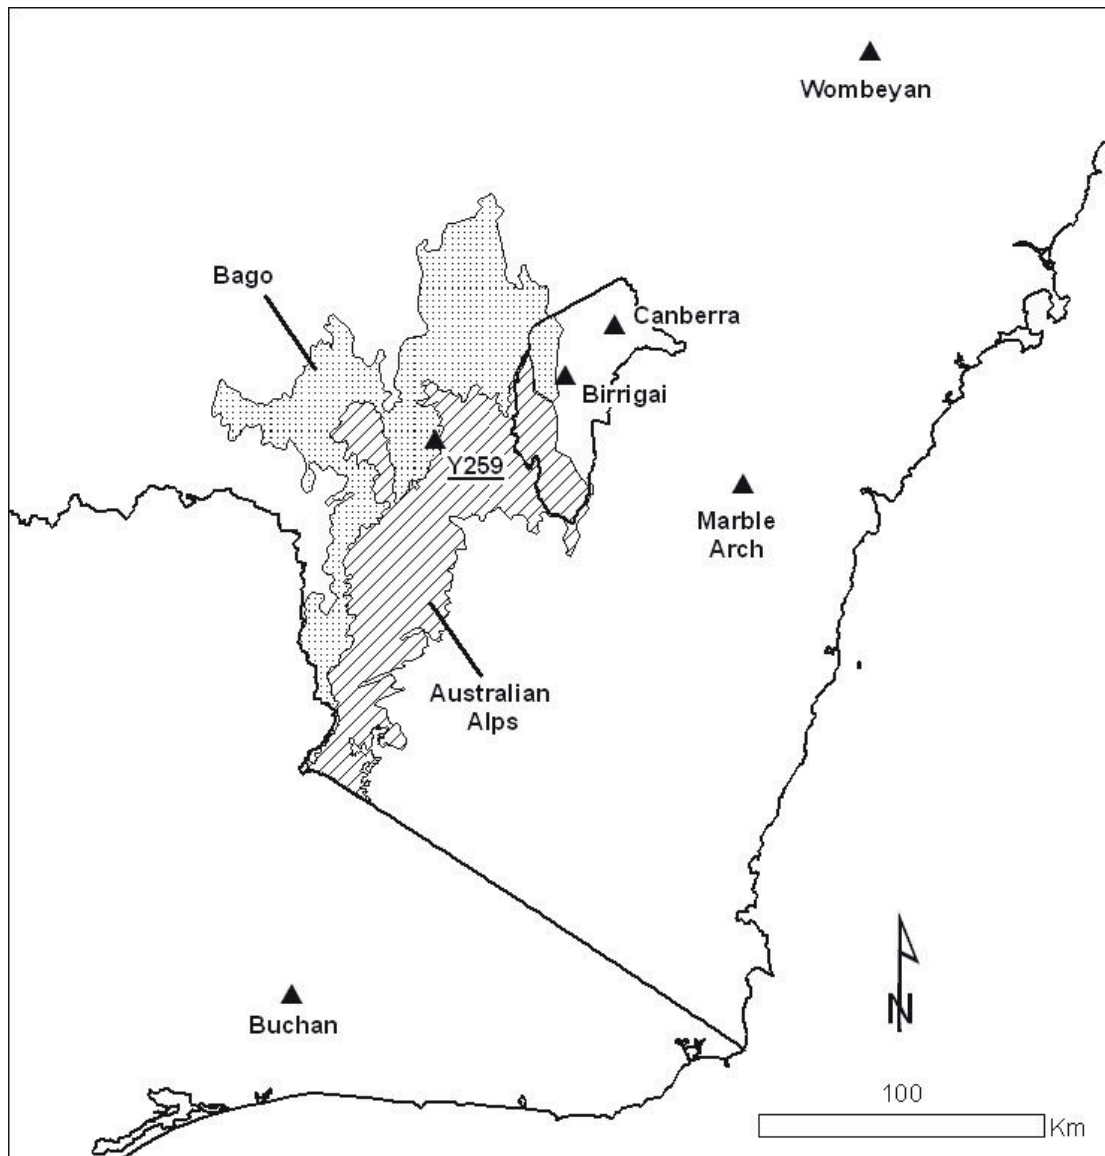 Wombeyan
Bago
Canberra
Birrigai
Y259
Marble
Arch
Australian
Alps
N
Buchan
100
Km